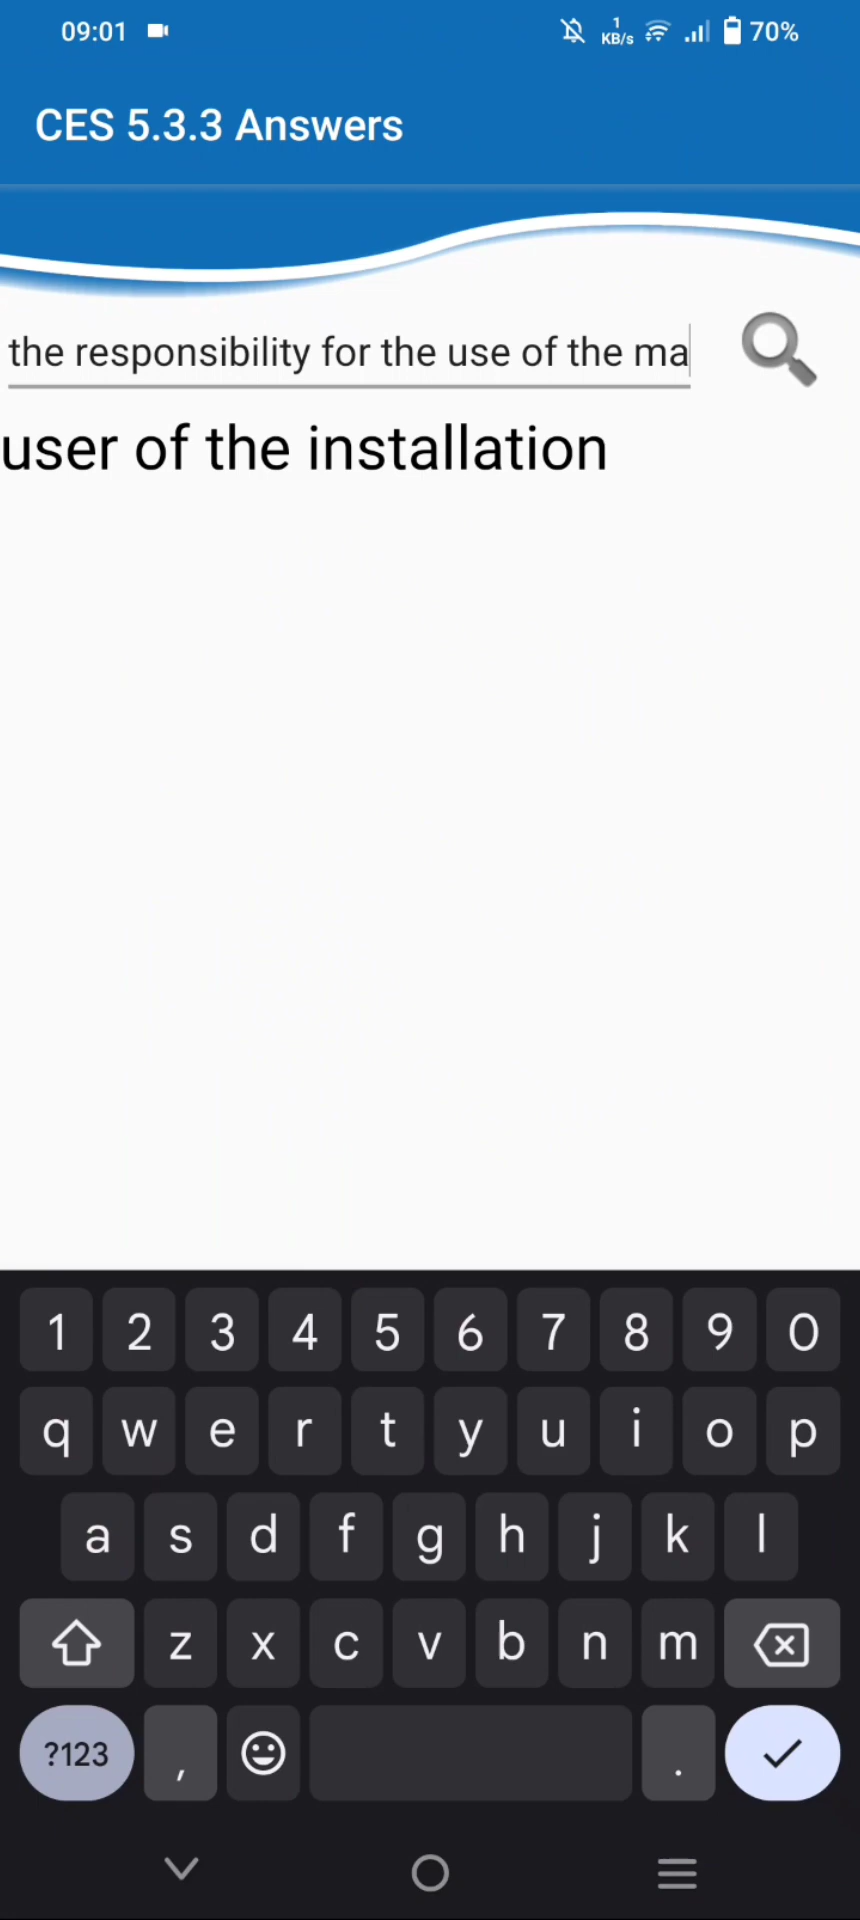 09:01 1 KB/s 70%
CES 5.3.3 Answers
the responsibility for the use of the ma
user of the installation
1 2 3 4 5 6 7 8 9 0
q w e r t y u i o p
a s d f g h j k l
z x c v b n m
?123 , .